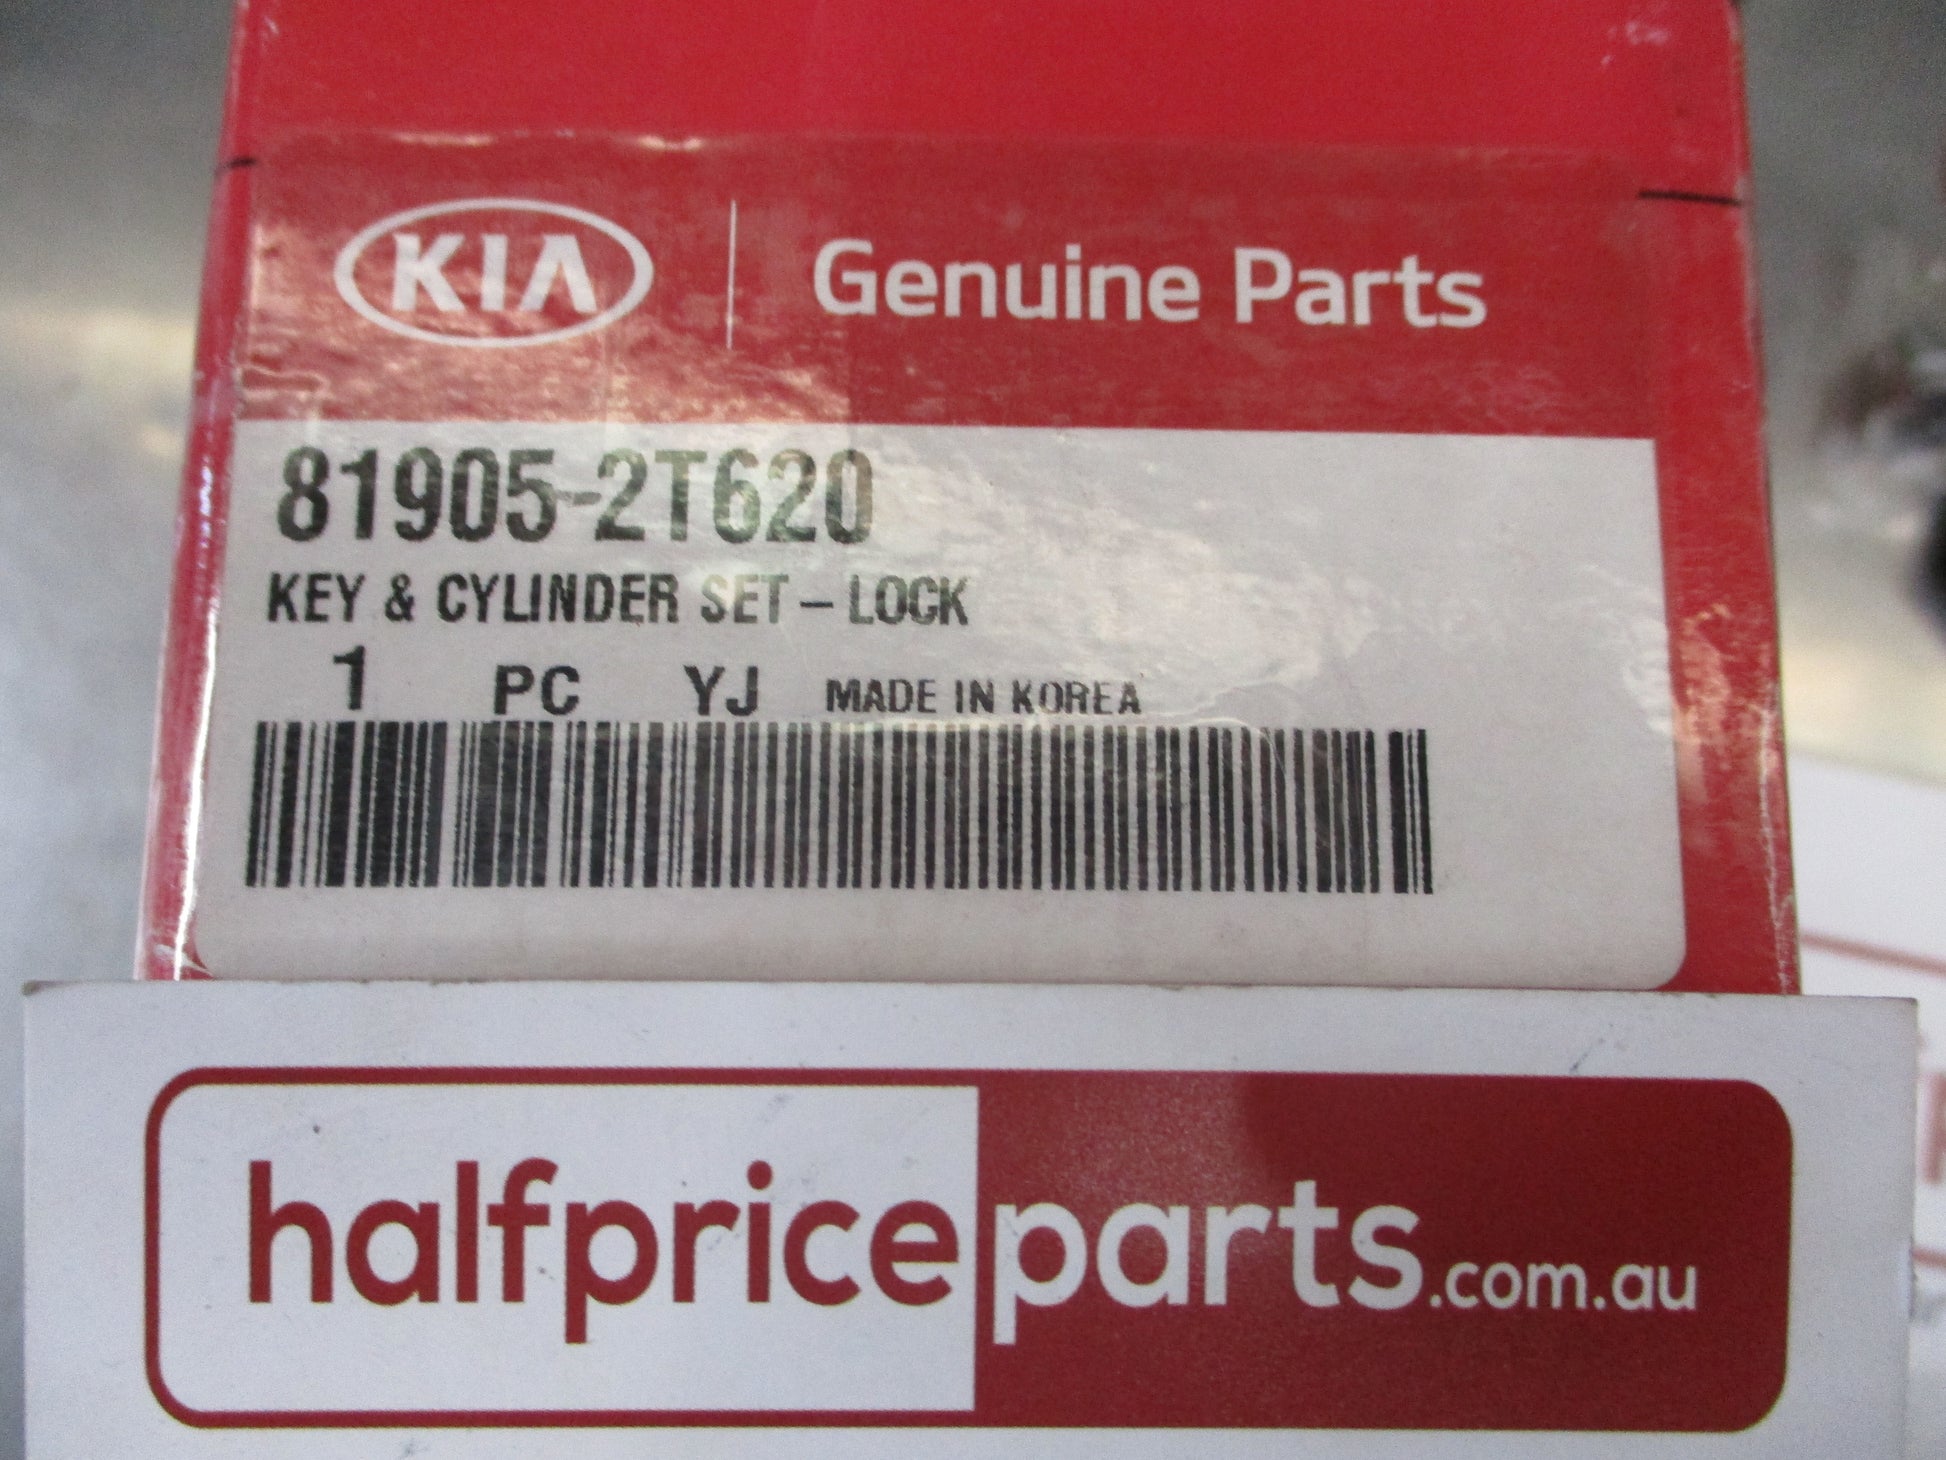 KIA Genuine Parts
81905-2T620
KEY & CYLINDER SET – LOCK
1 PC YJ MADE IN KOREA
halfpriceparts.com.au